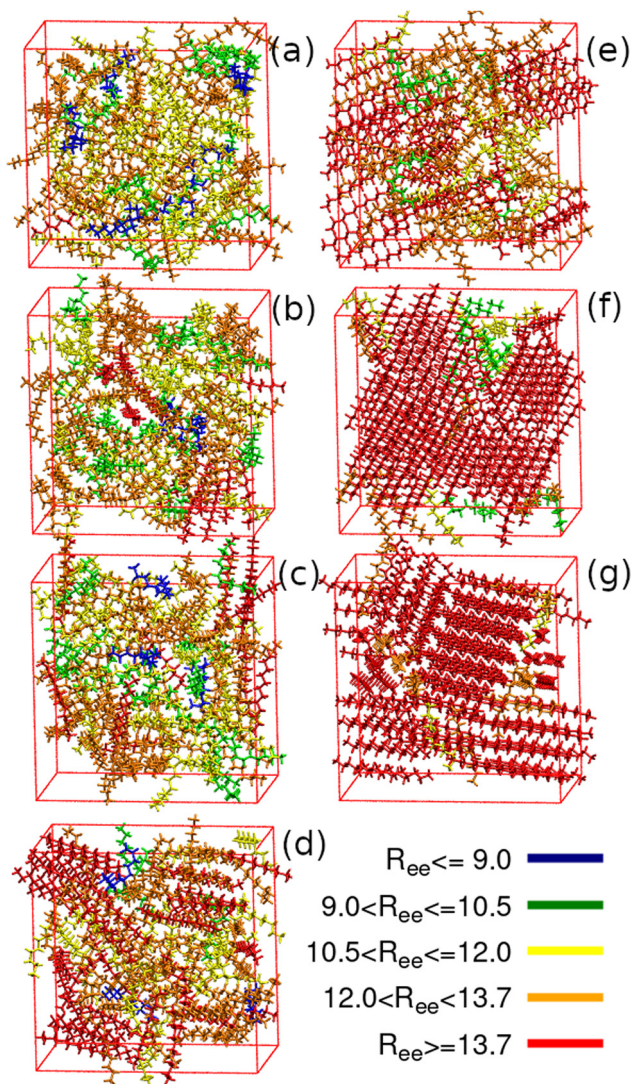 (a)
(e)
(b)
(f)
(c)
(g)
(d)
Ree<= 9.0
9.0<Ree<=10.5
10.5<Ree<=12.0
12.0<Ree<13.7
Ree>=13.7